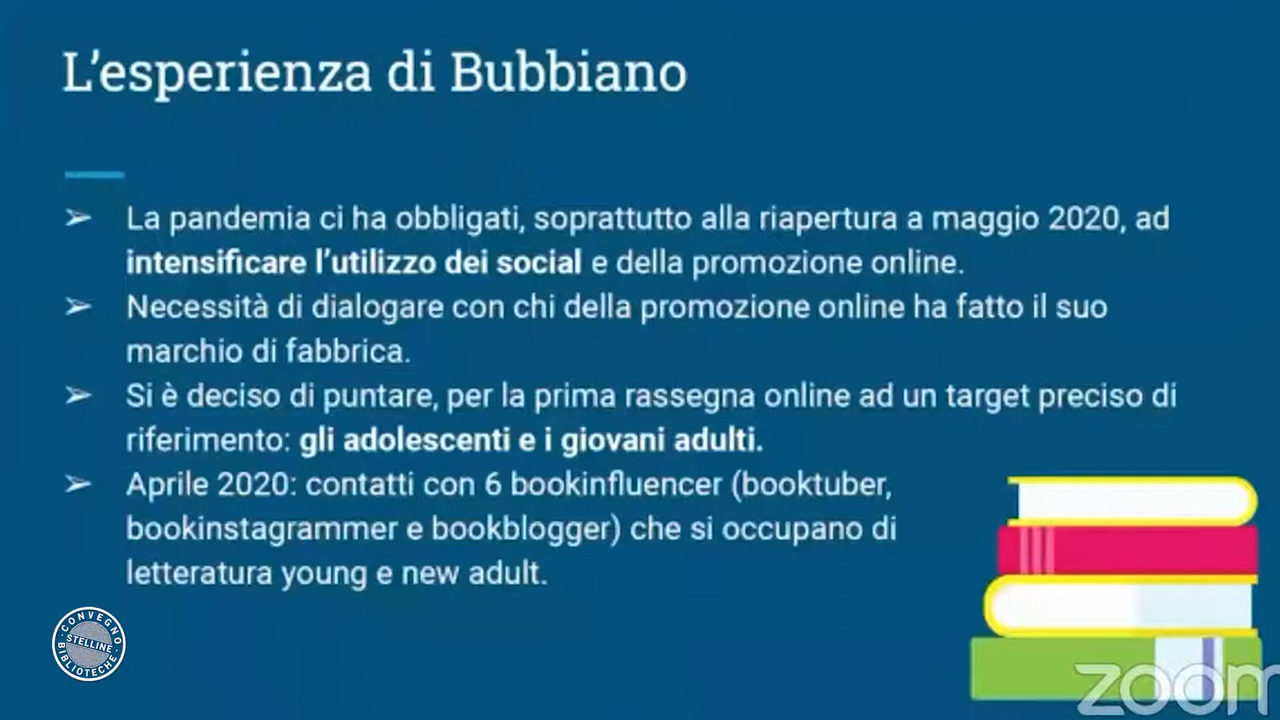 L’esperienza di Bubbiano
➢ La pandemia ci ha obbligati, soprattutto alla riapertura a maggio 2020, ad
intensificare l’utilizzo dei social e della promozione online.
➢ Necessità di dialogare con chi della promozione online ha fatto il suo
marchio di fabbrica.
➢ Si è deciso di puntare, per la prima rassegna online ad un target preciso di
riferimento: gli adolescenti e i giovani adulti.
➢ Aprile 2020: contatti con 6 bookinfluencer (booktuber,
bookinstagrammer e bookblogger) che si occupano di
letteratura young e new adult.
CONVEGNO
STELLINE
BIBLIOTECHE
zoom